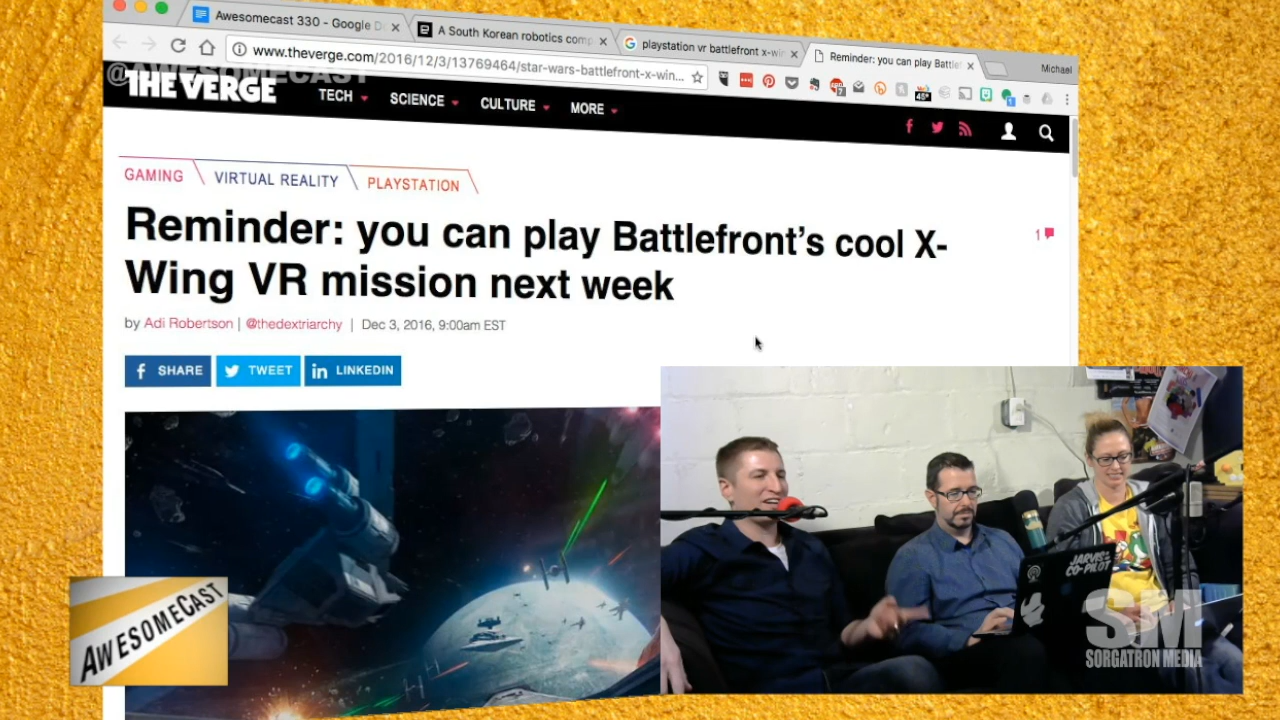 Awesomecast 330 - Google D
A South Korean robotics comp
playstation vr battlefront x-win
Reminder: you can play Battlef
Michael
www.theverge.com/2016/12/3/13769464/star-wars-battlefront-x-win...
@AWESOMECAST
THE VERGE
TECH
SCIENCE
CULTURE
MORE
GAMING
VIRTUAL REALITY
PLAYSTATION
Reminder: you can play Battlefront's cool X-
Wing VR mission next week
1
by Adi Robertson | @thedextriarchy | Dec 3, 2016, 9:00am EST
SHARE
TWEET
LINKEDIN
AWESOMECAST
JARVIS
CO-PILOT
SM
SORGATRON MEDIA